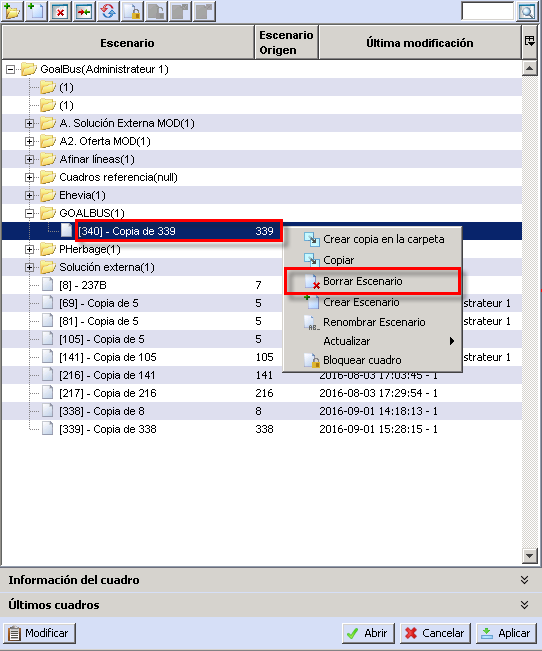 Escenario Escenario Origen Última modificación
GoalBus(Administrateur 1)
(1)
(1)
A. Solución Externa MOD(1)
A2. Oferta MOD(1)
Afinar líneas(1)
Cuadros referencia(null)
Ehevia(1)
GOALBUS(1)
[340] - Copia de 339 339
Crear copia en la carpeta
Copiar
Borrar Escenario
Crear Escenario
Renombrar Escenario
Actualizar
Bloquear cuadro
PHerbage(1)
Solución externa(1)
[8] - 237B 7
[69] - Copia de 5 5 strateur 1
[81] - Copia de 5 5 strateur 1
[105] - Copia de 5 5
[141] - Copia de 105 105 strateur 1
[216] - Copia de 141 141 2016-08-03 17:03:45 - 1
[217] - Copia de 216 216 2016-08-03 17:29:54 - 1
[338] - Copia de 8 8 2016-09-01 14:18:13 - 1
[339] - Copia de 338 338 2016-09-01 15:28:15 - 1
Información del cuadro
Últimos cuadros
Modificar Abrir Cancelar Aplicar